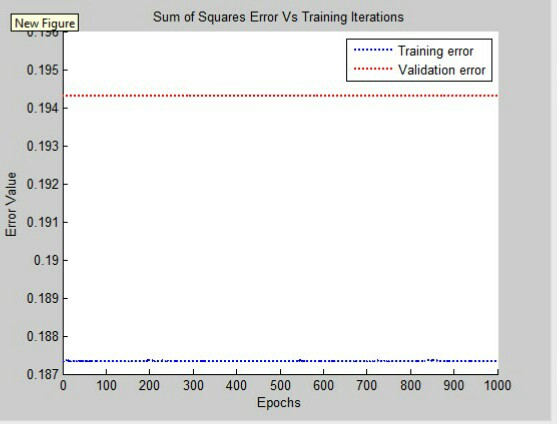 Sum of Squares Error Vs Training Iterations
New Figure
0.196
Training error
Validation error
0.195
0.194
0.193
0.192
0.191
0.19
0.189
0.188
0.187
Error Value
0 100 200 300 400 500 600 700 800 900 1000
Epochs